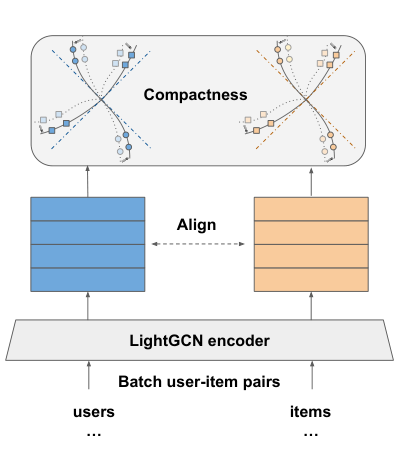 Compactness
Align
LightGCN encoder
Batch user-item pairs
users items
... ...